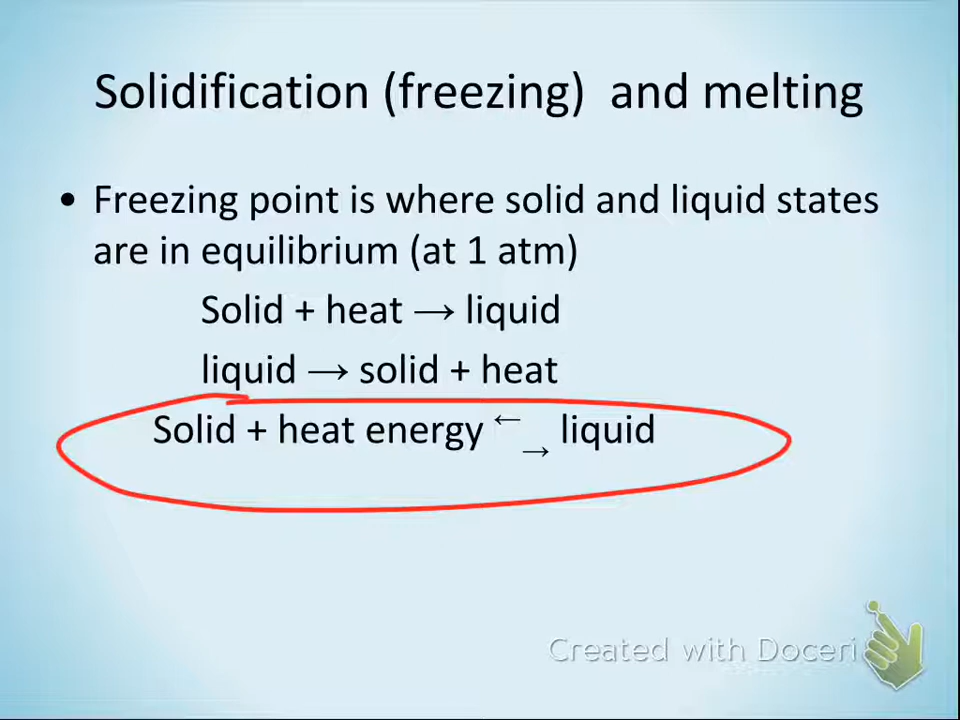 Solidification (freezing)  and melting
• Freezing point is where solid and liquid states
are in equilibrium (at 1 atm)
Solid + heat → liquid
liquid → solid + heat
Solid + heat energy ←→ liquid
Created with Doceri